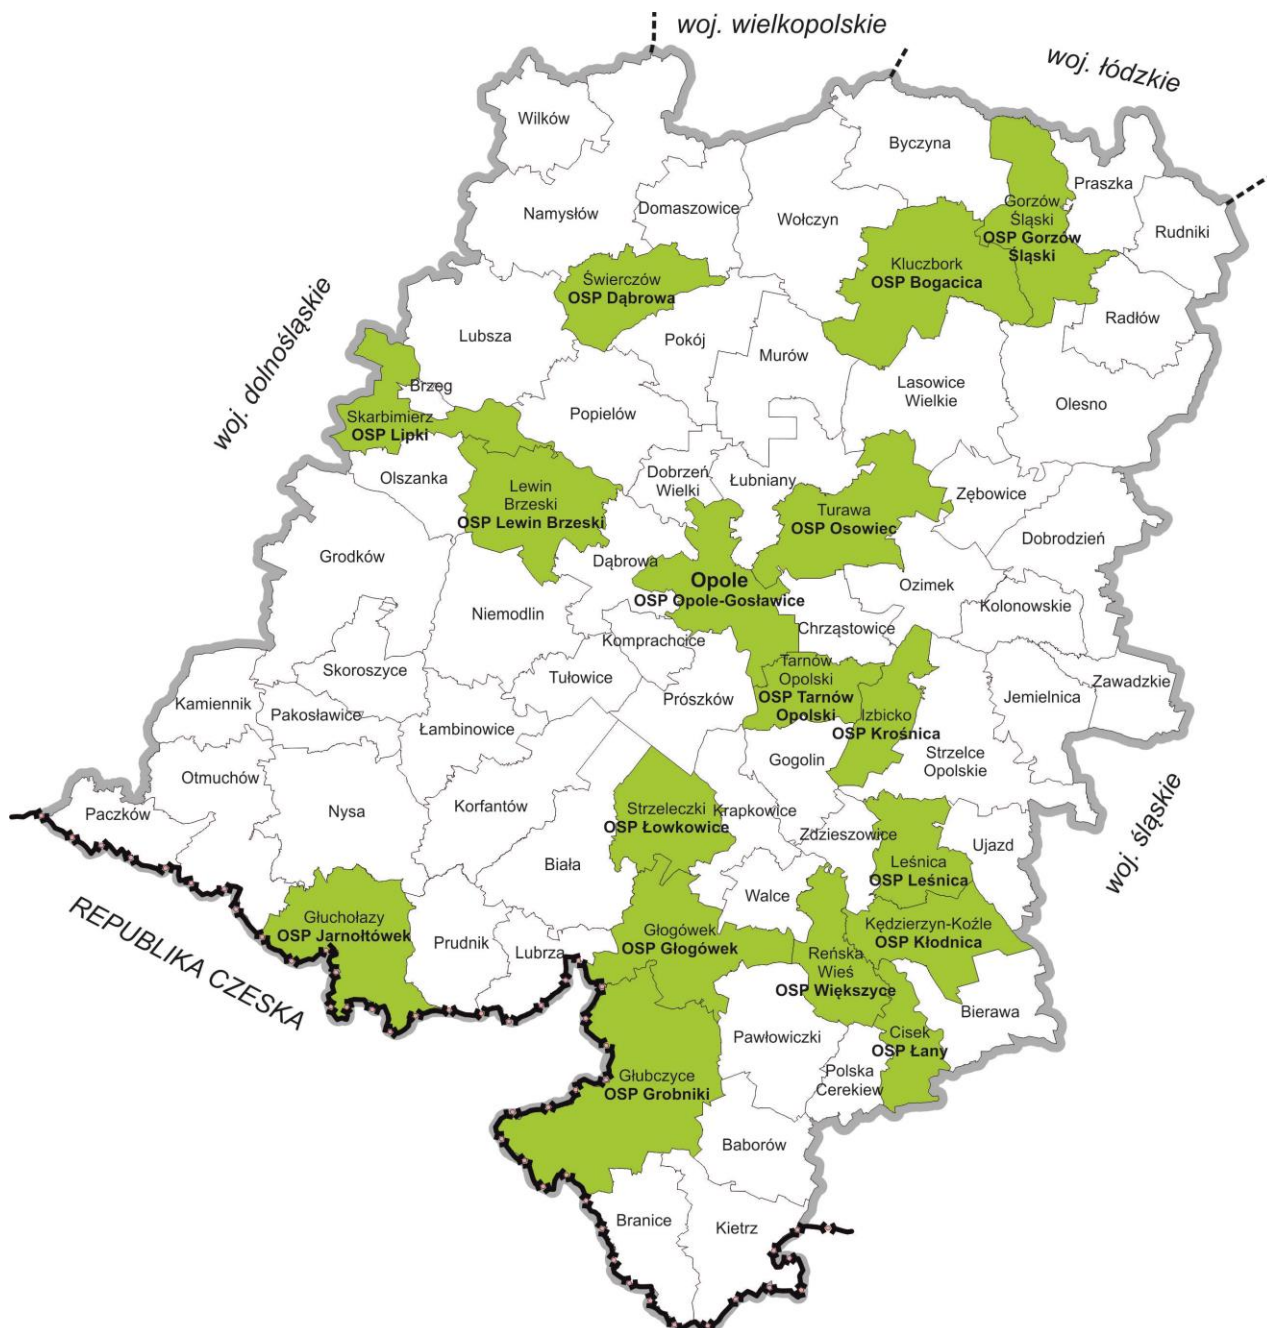 woj. wielkopolskie
woj. łódzkie
Wilków
Byczyna
Praszka
Namysłów
Domaszowice
Wołczyn
Gorzów
Śląski
OSP Gorzów
Śląski
Rudniki
Świerczów
OSP Dąbrowa
Kluczbork
OSP Bogacica
woj. dolnośląskie
Lubsza
Pokój
Murów
Radłów
Brzeg
Lasowice
Wielkie
Olesno
Skarbimierz
OSP Lipki
Popielów
Olszanka
Lewin
Brzeski
OSP Lewin Brzeski
Dobrzeń
Wielki
Łubniany
Turawa
OSP Osowiec
Zębowice
Grodków
Dąbrowa
Dobrodzień
Opole
OSP Opole-Gosławice
Ozimek
Kolonowskie
Niemodlin
Komprachcice
Chrząstowice
Skoroszyce
Tułowice
Prószków
Tarnów
Opolski
OSP Tarnów
Opolski
Jemielnica
Zawadzkie
Kamiennik
Pakosławice
Łambinowice
Izbicko
OSP Krośnica
Gogolin
Strzelce
Opolskie
Otmuchów
Paczków
Nysa
Korfantów
Strzeleczki
OSP Łowkowice
Krapkowice
Zdzieszowice
Ujazd
woj. śląskie
Biała
Leśnica
OSP Leśnica
Walce
REPUBLIKA CZESKA
Głuchołazy
OSP Jarnołtówek
Prudnik
Lubrza
Głogówek
OSP Głogówek
Kędzierzyn-Koźle
OSP Kłodnica
Reńska
Wieś
OSP Większyce
Bierawa
Pawłowiczki
Cisek
OSP Łany
Polska
Cerekiew
Głubczyce
OSP Grobniki
Baborów
Branice
Kietrz